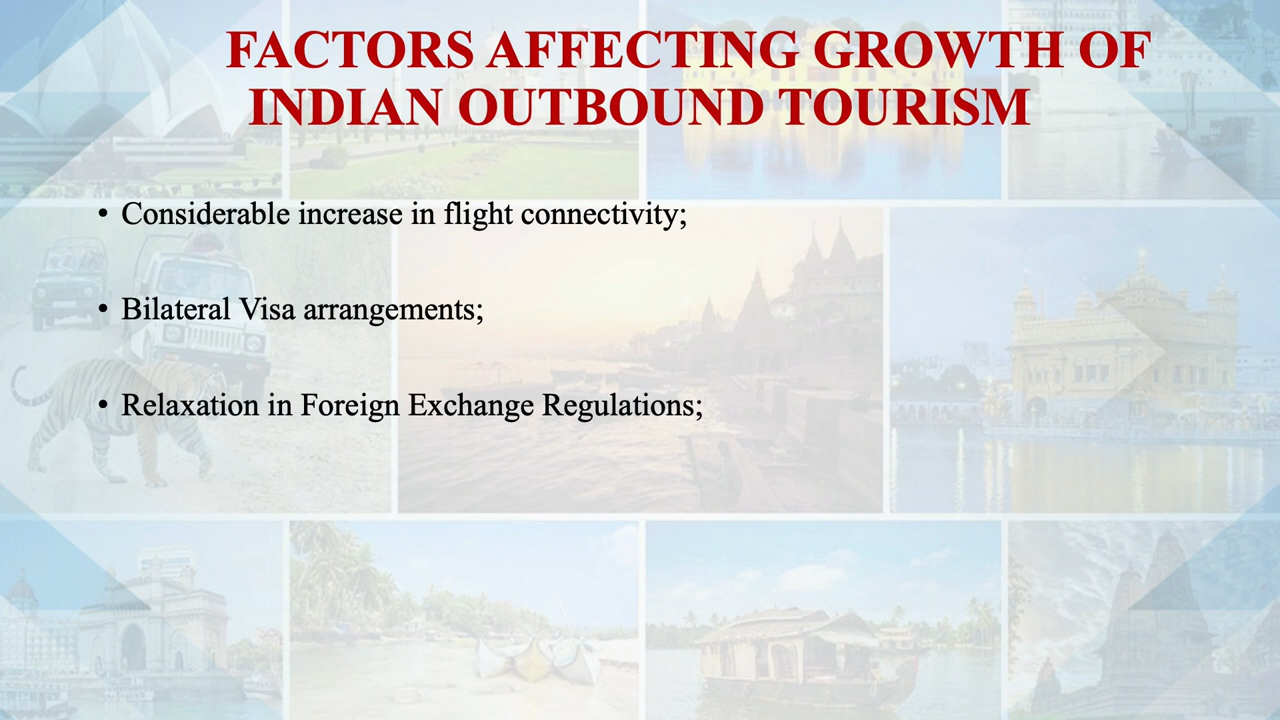 FACTORS AFFECTING GROWTH OF
INDIAN OUTBOUND TOURISM
• Considerable increase in flight connectivity;
• Bilateral Visa arrangements;
• Relaxation in Foreign Exchange Regulations;